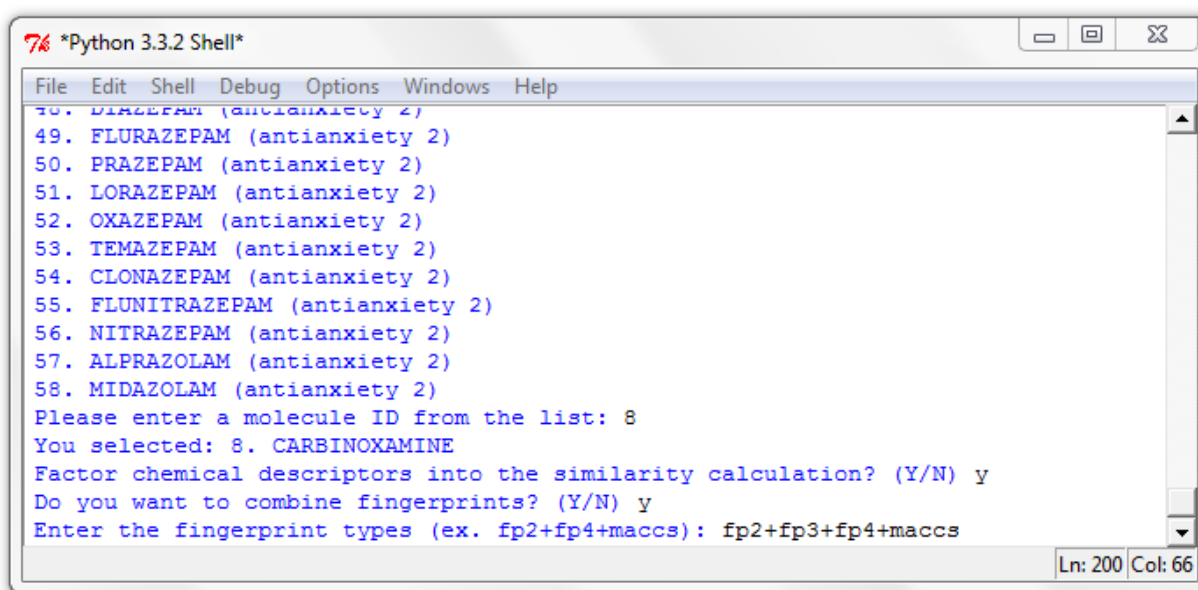 *Python 3.3.2 Shell*
File Edit Shell Debug Options Windows Help
48. DIAZEPAM (antianxiety 2)
49. FLURAZEPAM (antianxiety 2)
50. PRAZEPAM (antianxiety 2)
51. LORAZEPAM (antianxiety 2)
52. OXAZEPAM (antianxiety 2)
53. TEMAZEPAM (antianxiety 2)
54. CLONAZEPAM (antianxiety 2)
55. FLUNITRAZEPAM (antianxiety 2)
56. NITRAZEPAM (antianxiety 2)
57. ALPRAZOLAM (antianxiety 2)
58. MIDAZOLAM (antianxiety 2)
Please enter a molecule ID from the list: 8
You selected: 8. CARBINOXAMINE
Factor chemical descriptors into the similarity calculation? (Y/N) y
Do you want to combine fingerprints? (Y/N) y
Enter the fingerprint types (ex. fp2+fp4+maccs): fp2+fp3+fp4+maccs
Ln: 200 Col: 66